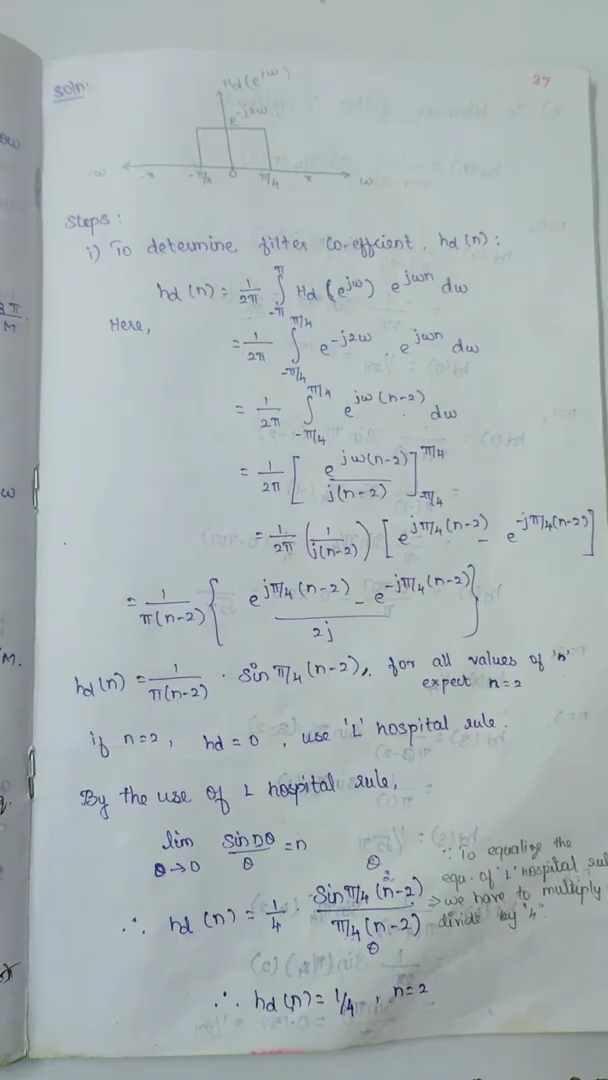 37
Soln:
Hd(e^jω)
e^-j2ω
-ω -π -π/4 0 π/4 π ω
Steps:
i) To determine filter co-effcient. hd(n):
hd(n) = 1/2π ∫_-π^π Hd(e^jω) e^jωn dω
Here,
= 1/2π ∫_-π/4^π/4 e^-j2ω e^jωn dω
= 1/2π ∫_-π/4^π/4 e^jω(n-2) dω
= 1/2π [e^jω(n-2) / j(n-2)]_-π/4^π/4
= 1/2π (1/j(n-2)) [e^jπ/4(n-2) - e^-jπ/4(n-2)]
= 1/π(n-2) {e^jπ/4(n-2) - e^-jπ/4(n-2) / 2j}
hd(n) = 1/π(n-2) · sin π/4(n-2), for all values of 'n'
expect n=2
if n=2, hd=0, use 'L' hospital rule.
By the use of L hospital rule,
lim θ→0 sin nθ/θ = n
∴ hd(n) = 1/4 sin π/4(n-2) / π/4(n-2)
θ
θ
∵ To equalize the
equ. of 'L' hospital rul
⇒ we have to multiply
divide by "4".
∴ hd(n) = 1/4, n=2